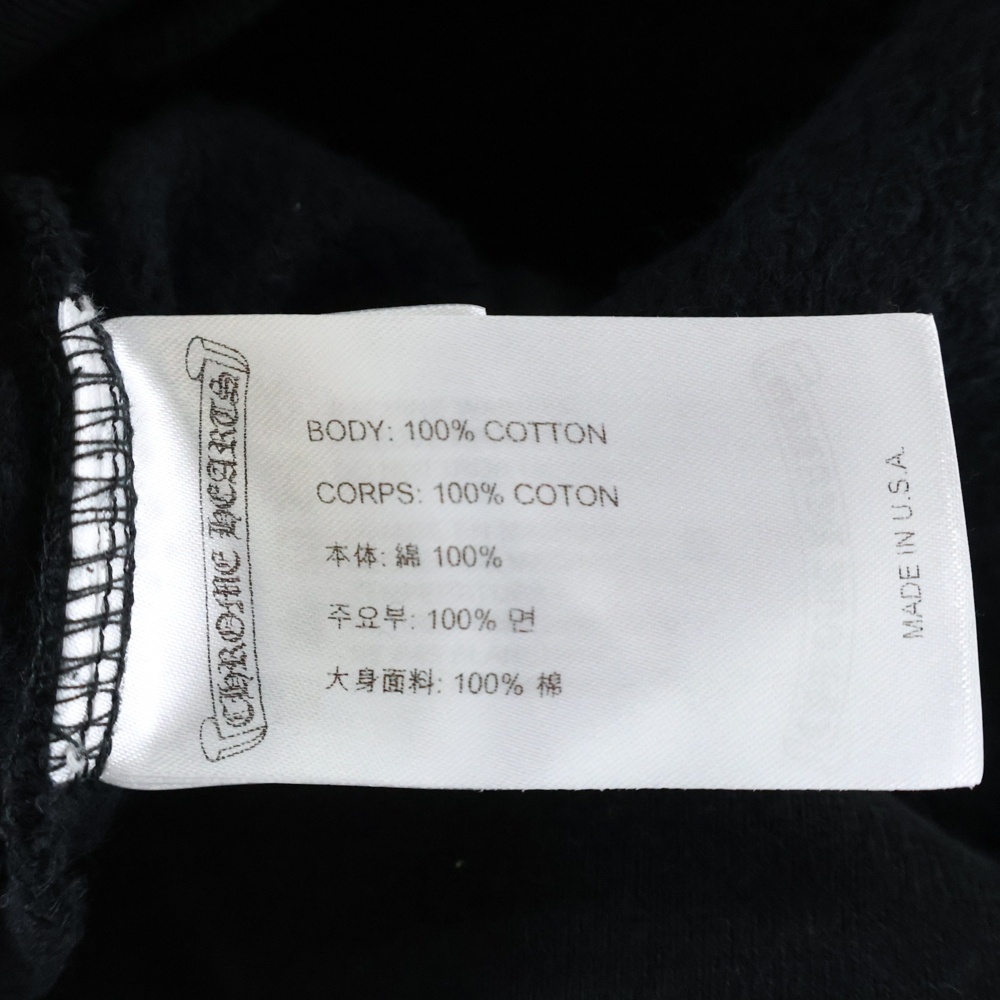 CHROME HEARTS
BODY: 100% COTTON
CORPS: 100% COTON
本体: 綿 100%
주요부: 100% 면
大身面料: 100% 棉
MADE IN U.S.A.